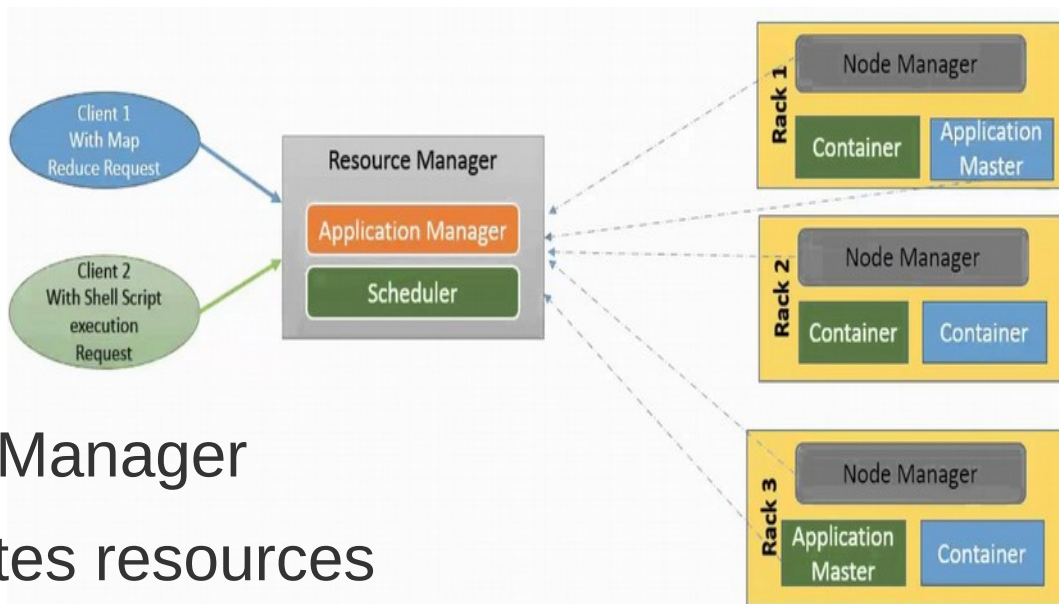 Client 1
With Map
Reduce Request
Client 2
With Shell Script
execution
Request
Resource Manager
Application Manager
Scheduler
Rack 1
Node Manager
Container
Application
Master
Rack 2
Node Manager
Container
Container
Rack 3
Node Manager
Application
Master
Container
Manager
tes resources